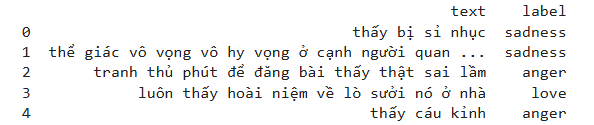 text label
0 thấy bị sỉ nhục sadness
1 thể giác vô vọng vô hy vọng ở cạnh người quan ... sadness
2 tranh thủ phút để đăng bài thấy thật sai lầm anger
3 luôn thấy hoài niệm về lò sưởi nó ở nhà love
4 thấy cáu kỉnh anger